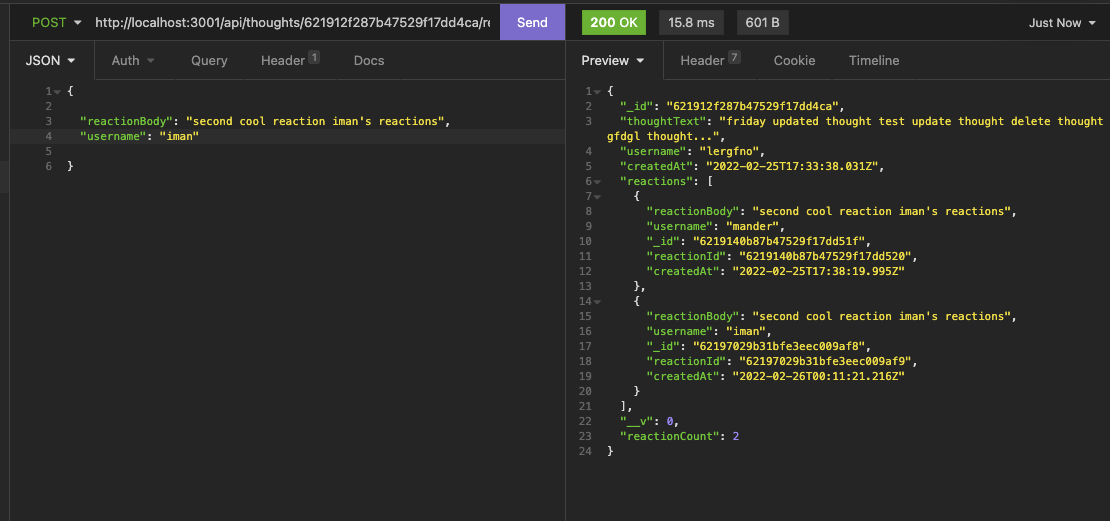 POST http://localhost:3001/api/thoughts/621912f287b47529f17dd4ca/re Send 200 OK 15.8 ms 601 B Just Now
JSON Auth Query Header 1 Docs
1 {
2
3 "reactionBody": "second cool reaction iman's reactions",
4 "username": "iman"
5
6 }
Preview Header 7 Cookie Timeline
1 {
2 "_id": "621912f287b47529f17dd4ca",
3 "thoughtText": "friday updated thought test update thought delete thought
gfdgl thought...",
4 "username": "lergfno",
5 "createdAt": "2022-02-25T17:33:38.031Z",
6 "reactions": [
7 {
8 "reactionBody": "second cool reaction iman's reactions",
9 "username": "mander",
10 "_id": "6219140b87b47529f17dd51f",
11 "reactionId": "6219140b87b47529f17dd520",
12 "createdAt": "2022-02-25T17:38:19.995Z"
13 },
14 {
15 "reactionBody": "second cool reaction iman's reactions",
16 "username": "iman",
17 "_id": "62197029b31bfe3eec009af8",
18 "reactionId": "62197029b31bfe3eec009af9",
19 "createdAt": "2022-02-26T00:11:21.216Z"
20 }
21 ],
22 "__v": 0,
23 "reactionCount": 2
24 }